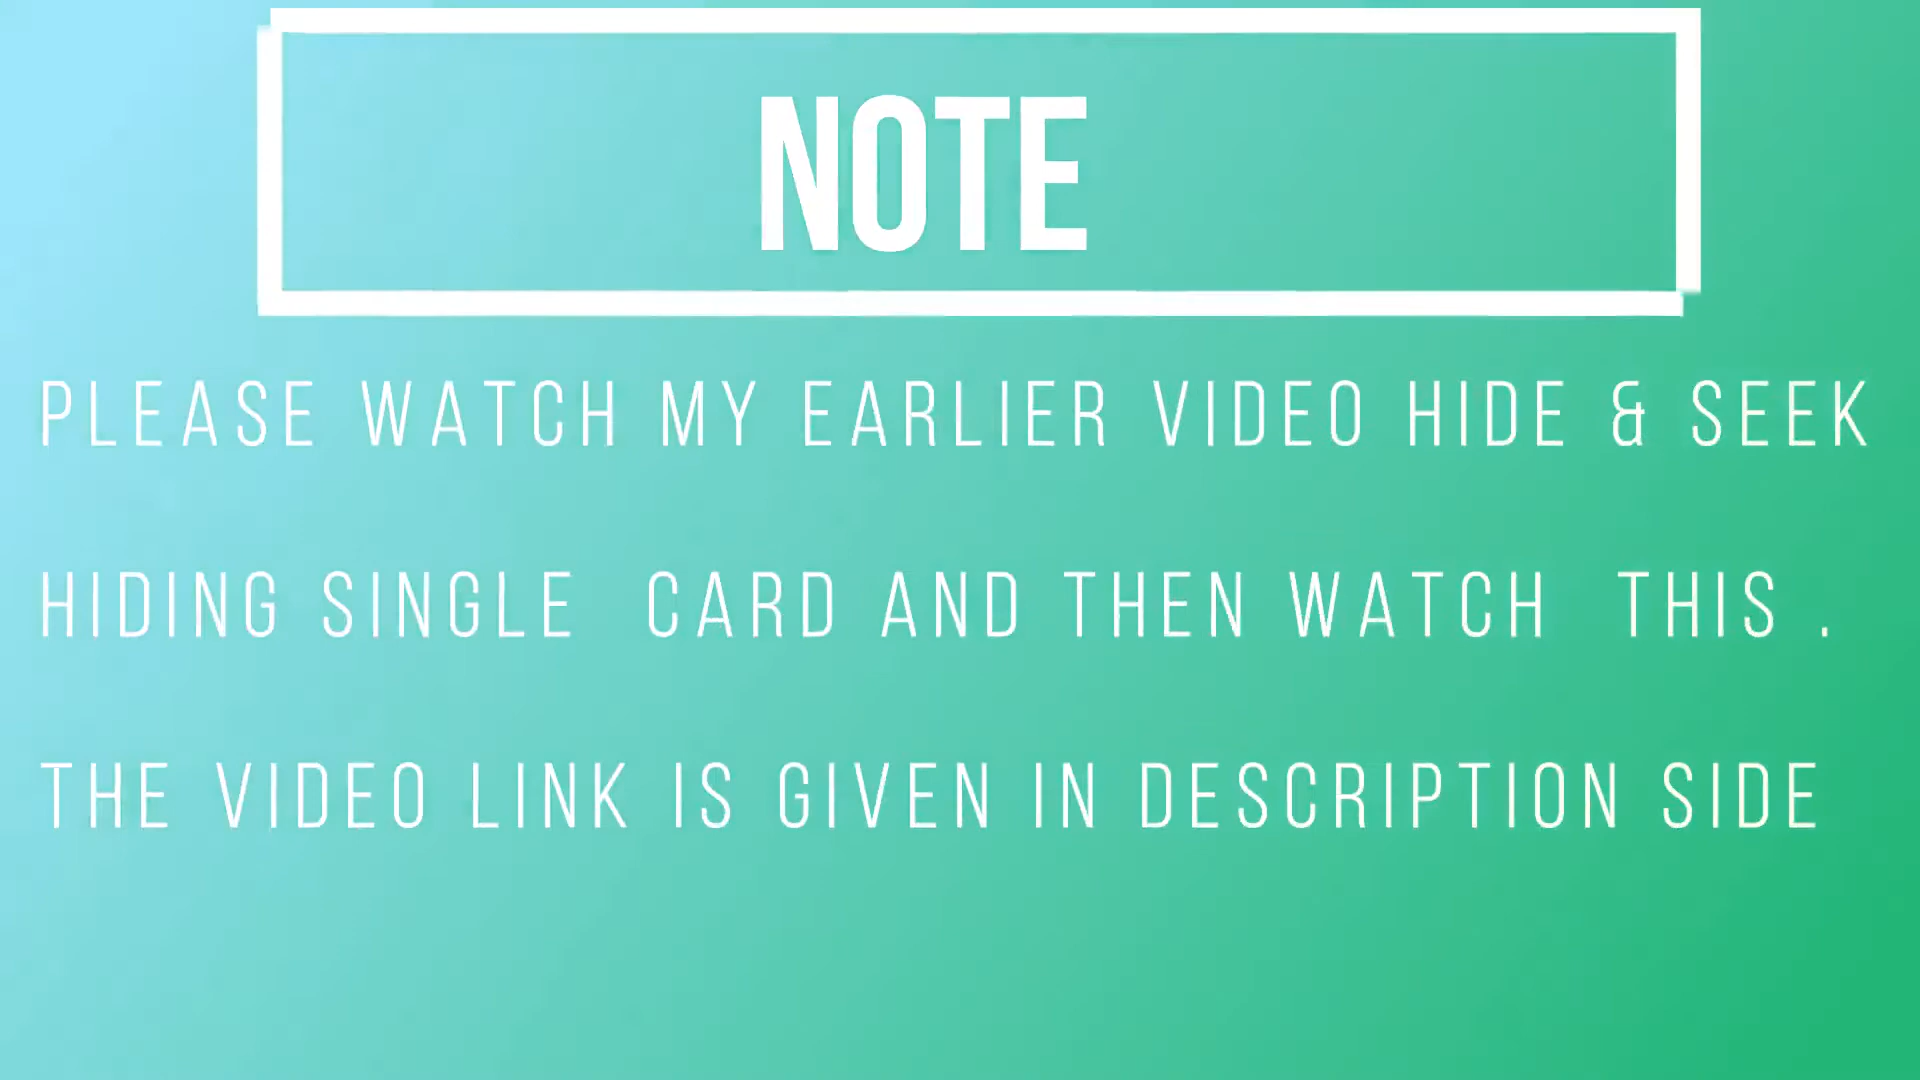 NOTE
PLEASE WATCH MY EARLIER VIDEO HIDE & SEEK
HIDING SINGLE CARD AND THEN WATCH THIS .
THE VIDEO LINK IS GIVEN IN DESCRIPTION SIDE